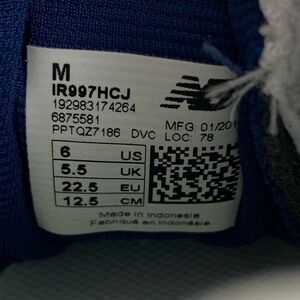 M
IR997HCJ
192983174264
6875581
PPTQZ7186 DVC
MFG 01/201
LOC: 78
6 US
5.5 UK
22.5 EU
12.5 CM
Made in Indonesia
Fabriqué en Indonésie